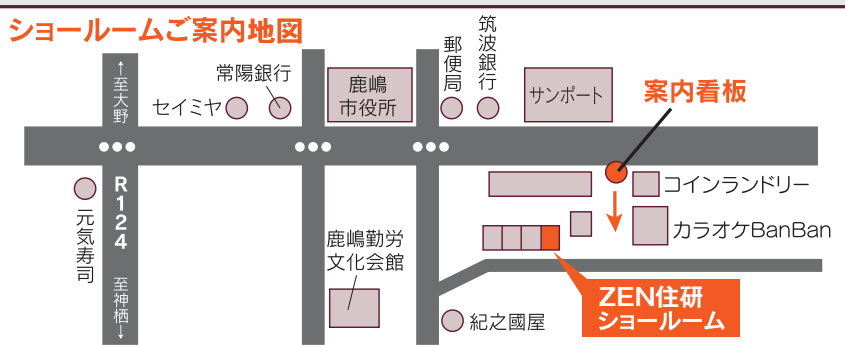 ショールームご案内地図
↑至大野
R124
至神栖↓
元気寿司
セイミヤ
常陽銀行
鹿嶋
市役所
郵便局
筑波銀行
サンポート
案内看板
コインランドリー
カラオケBanBan
鹿嶋勤労
文化会館
紀之國屋
ZEN住研
ショールーム